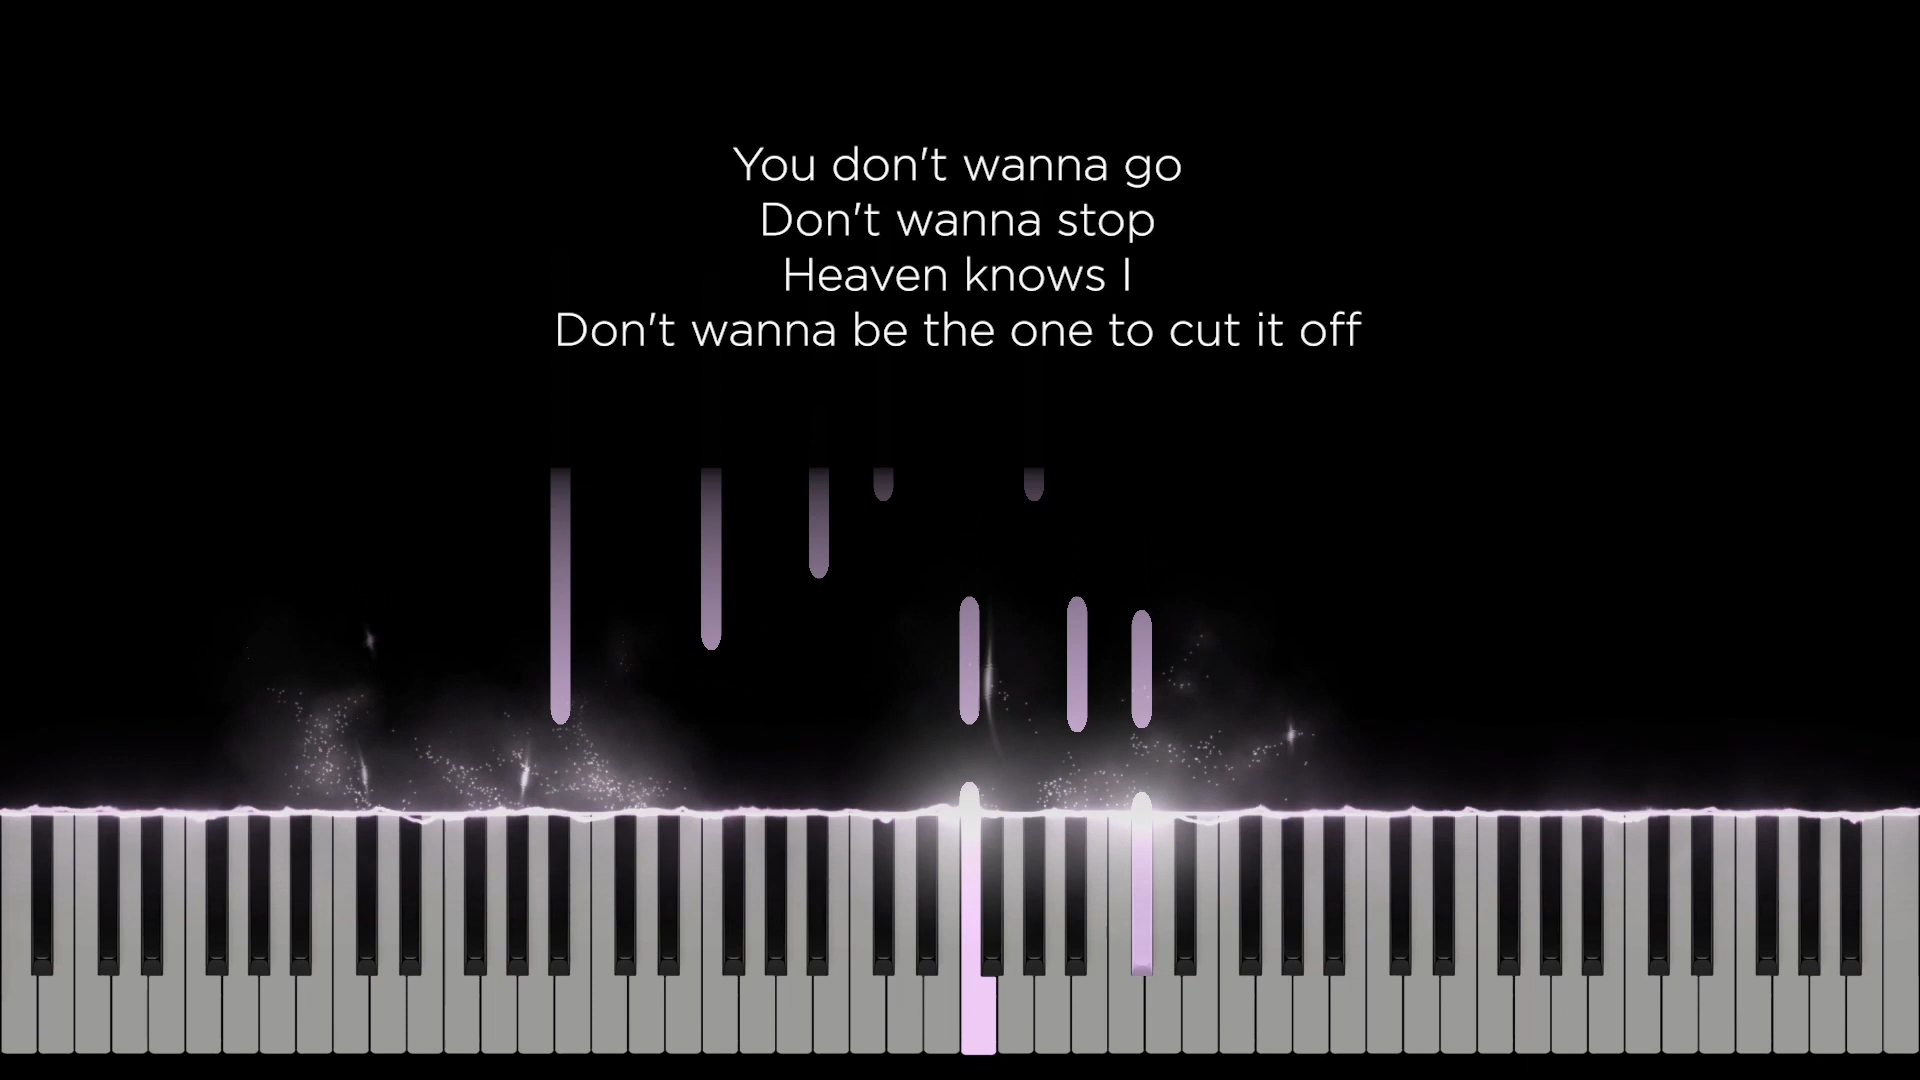 You don't wanna go
Don't wanna stop
Heaven knows I
Don't wanna be the one to cut it off